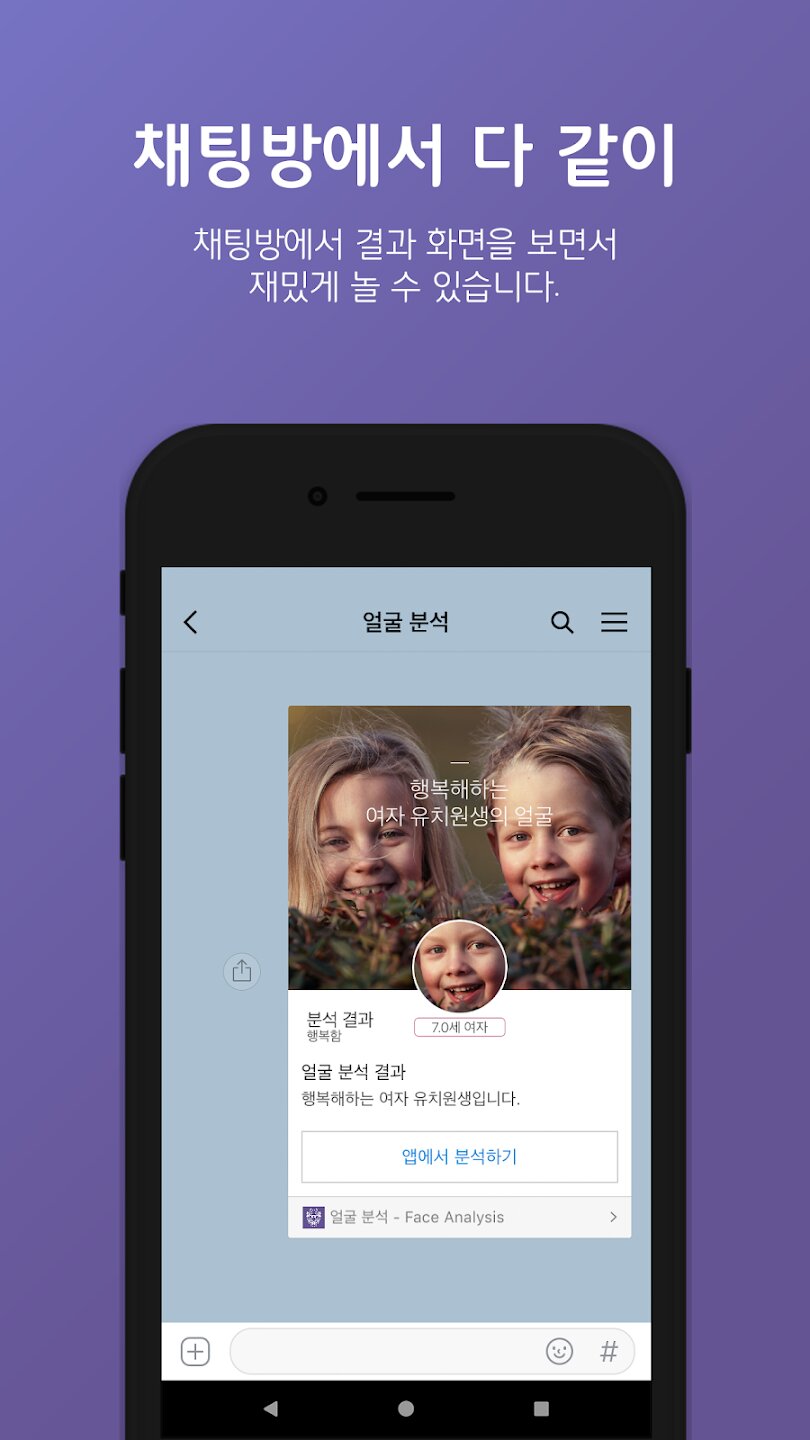 채팅방에서 다 같이
채팅방에서 결과 화면을 보면서
재밌게 놀 수 있습니다.
얼굴 분석
행복해하는
여자 유치원생의 얼굴
분석 결과
행복함
7.0세 여자
얼굴 분석 결과
행복해하는 여자 유치원생입니다.
앱에서 분석하기
얼굴 분석 - Face Analysis
#